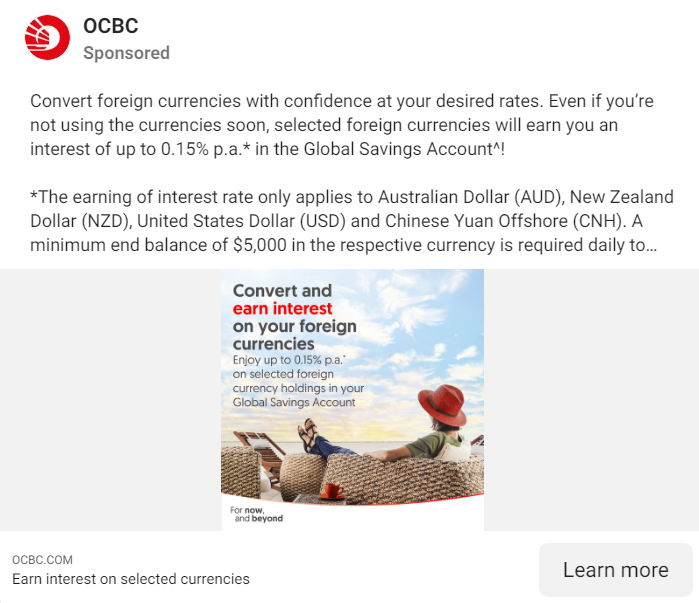 OCBC
Sponsored
Convert foreign currencies with confidence at your desired rates. Even if you’re
not using the currencies soon, selected foreign currencies will earn you an
interest of up to 0.15% p.a.* in the Global Savings Account^!
*The earning of interest rate only applies to Australian Dollar (AUD), New Zealand
Dollar (NZD), United States Dollar (USD) and Chinese Yuan Offshore (CNH). A
minimum end balance of $5,000 in the respective currency is required daily to...
Convert and
earn interest
on your foreign
currencies
Enjoy up to 0.15% p.a.*
on selected foreign
currency holdings in your
Global Savings Account
For now,
and beyond
OCBC.COM
Earn interest on selected currencies
Learn more